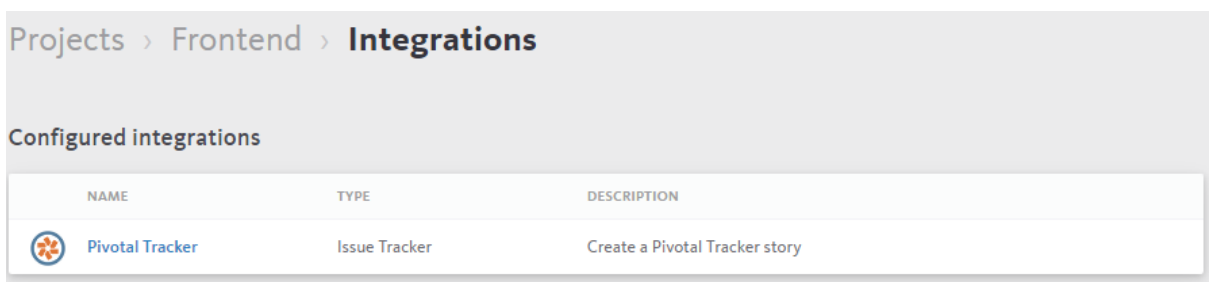 Projects › Frontend › Integrations
Configured integrations
NAME TYPE DESCRIPTION
Pivotal Tracker Issue Tracker Create a Pivotal Tracker story